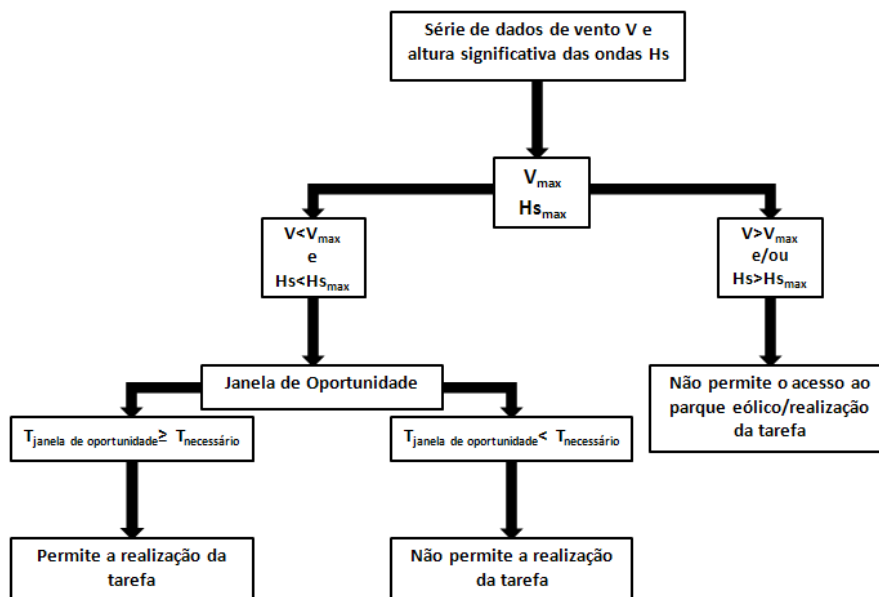 Série de dados de vento V e
altura significativa das ondas Hs
Vmax
Hsmax
V<Vmax
e
Hs<Hsmax
V>Vmax
e/ou
Hs>Hsmax
Janela de Oportunidade
Não permite o acesso ao
parque eólico/realização
da tarefa
Tjanela de oportunidade≥ Tnecessário
Tjanela de oportunidade< Tnecessário
Permite a realização da
tarefa
Não permite a realização
da tarefa